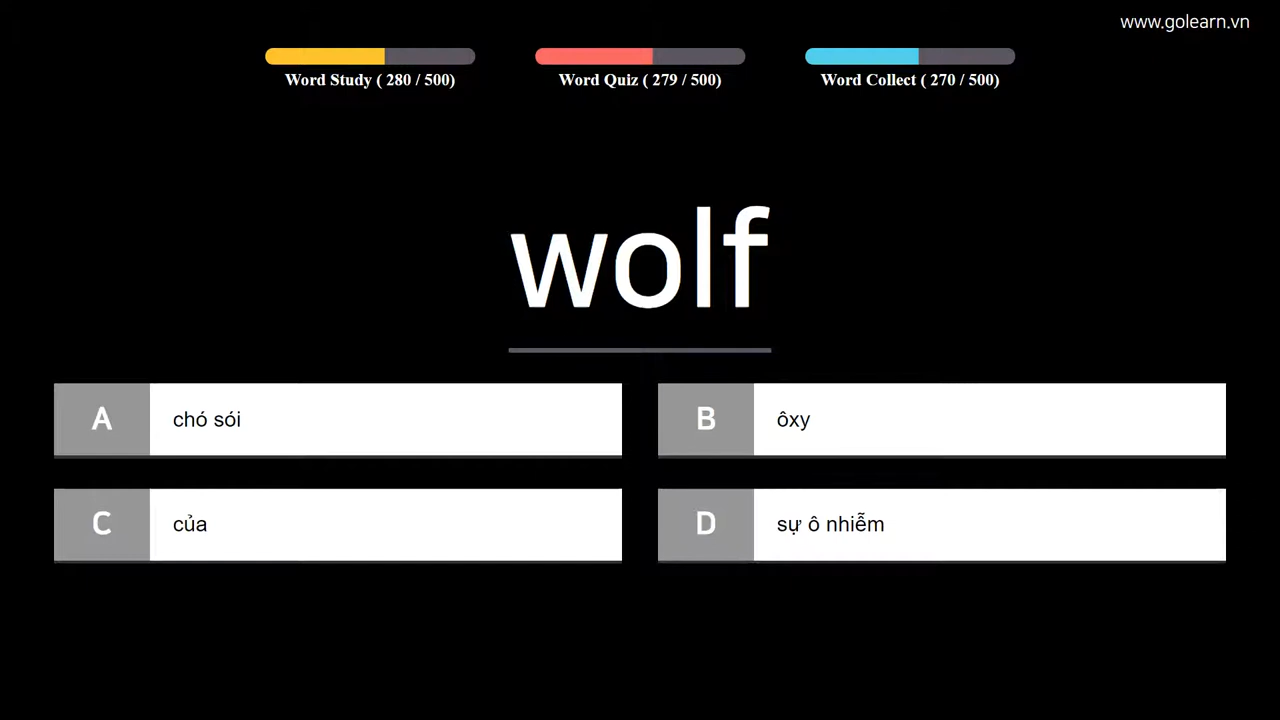 www.golearn.vn
Word Study ( 280 / 500)
Word Quiz ( 279 / 500)
Word Collect ( 270 / 500)
wolf
A chó sói
B ôxy
C của
D sự ô nhiễm